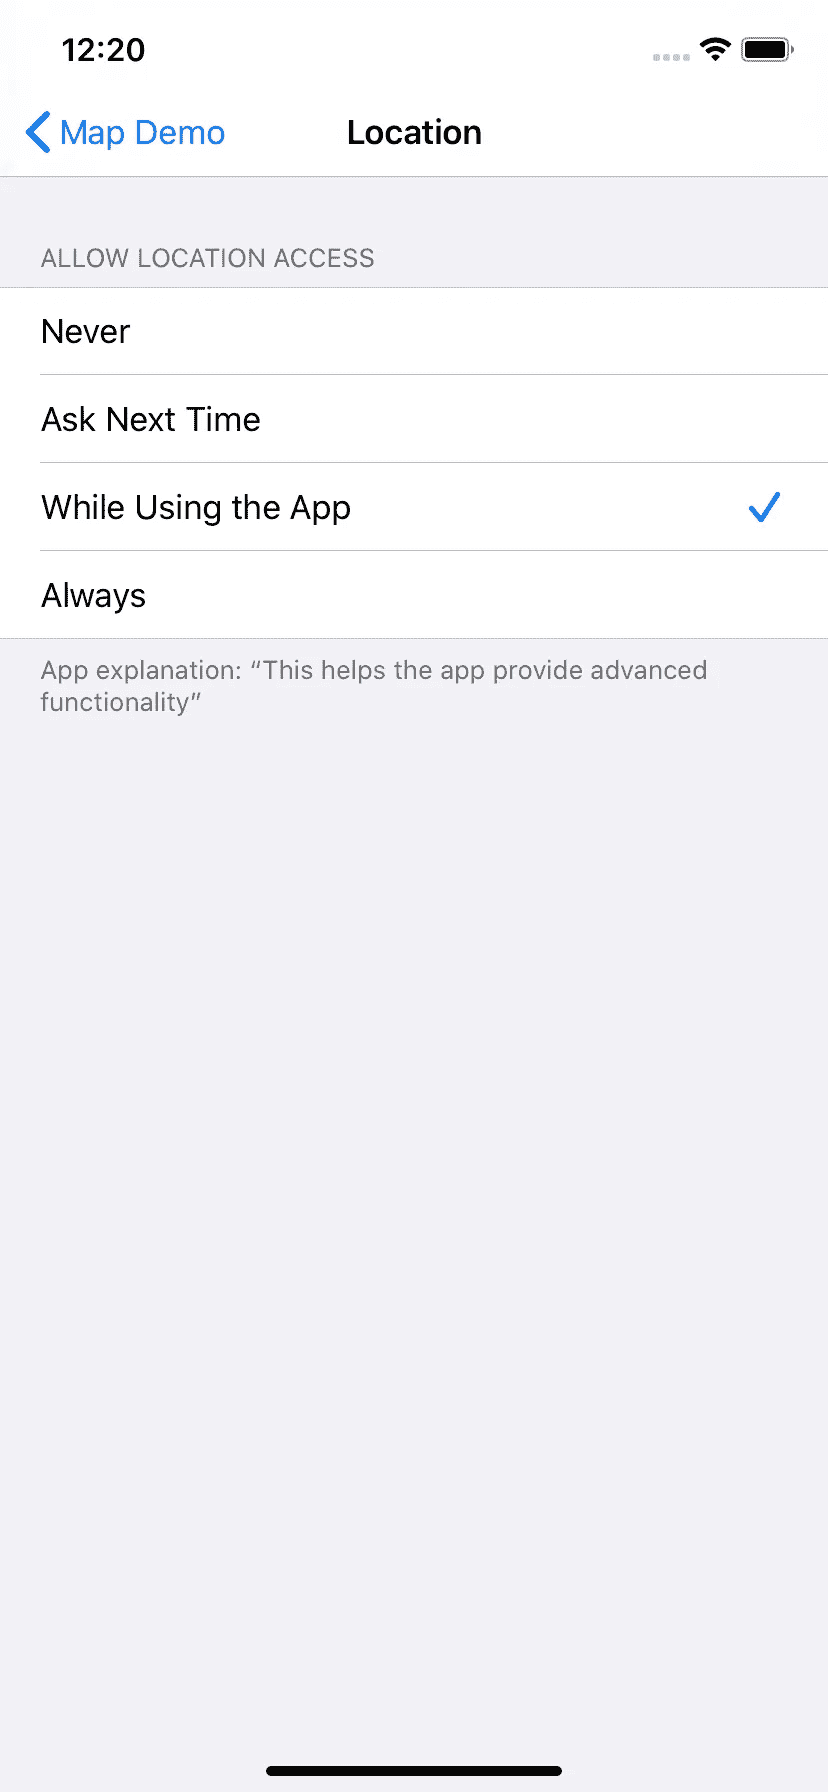 12:20
Map Demo
Location
ALLOW LOCATION ACCESS
Never
Ask Next Time
While Using the App
Always
App explanation: “This helps the app provide advanced
functionality”